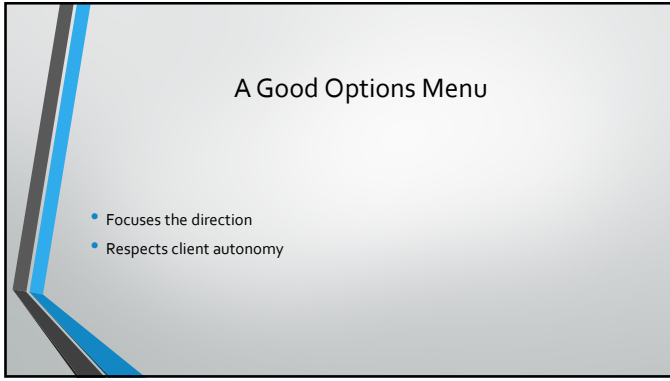 A Good Options Menu
• Focuses the direction
• Respects client autonomy